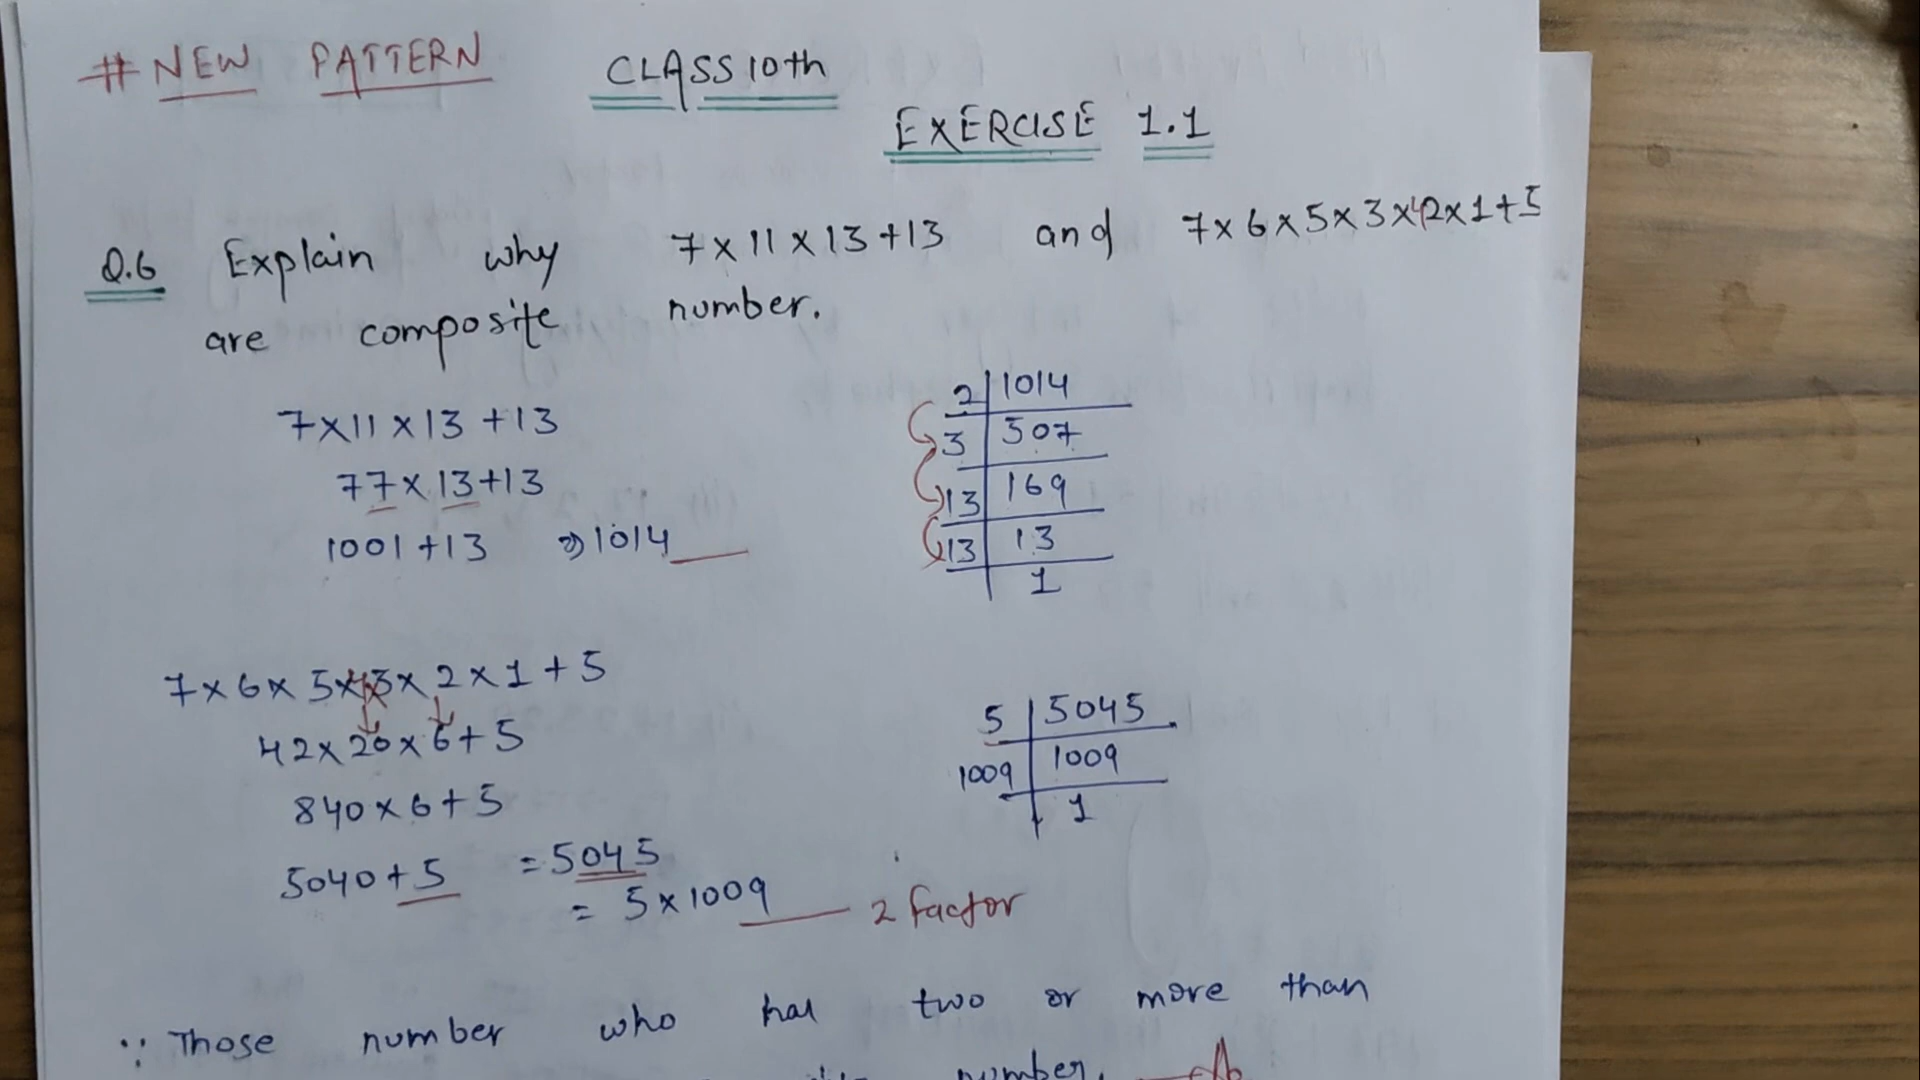 # NEW PATTERN CLASS 10th
EXERCISE 1.1
Q.6 Explain why 7×11×13+13 and 7×6×5×3×2×1+5
are composite number.
7×11×13+13
77×13+13
1001+13 ⇒1014
2 | 1014
3 | 507
13 | 169
13 | 13
1
7×6×5×3×2×1+5
42×20×6+5
840×6+5
5040+5 =5045
= 5×1009 2 factor
5 | 5045
1009 | 1009
1
∵ Those number who has two or more than
number.